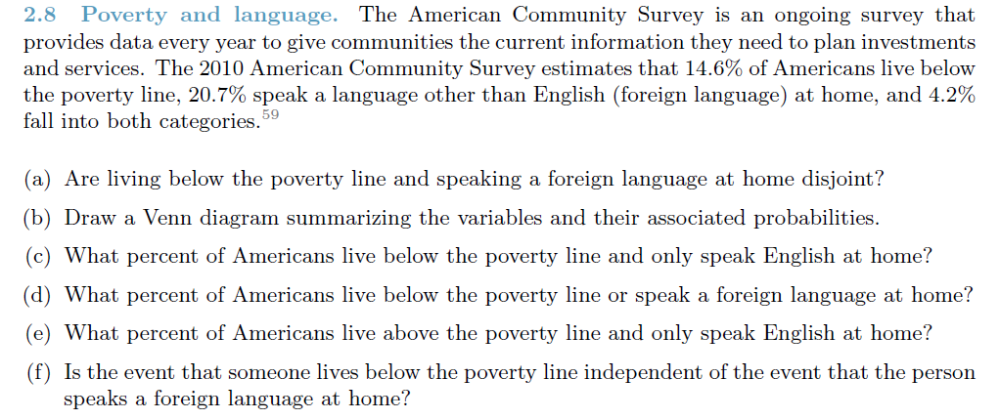 2.8 Poverty and language. The American Community Survey is an ongoing survey that
provides data every year to give communities the current information they need to plan investments
and services. The 2010 American Community Survey estimates that 14.6% of Americans live below
the poverty line, 20.7% speak a language other than English (foreign language) at home, and 4.2%
fall into both categories.59
(a) Are living below the poverty line and speaking a foreign language at home disjoint?
(b) Draw a Venn diagram summarizing the variables and their associated probabilities.
(c) What percent of Americans live below the poverty line and only speak English at home?
(d) What percent of Americans live below the poverty line or speak a foreign language at home?
(e) What percent of Americans live above the poverty line and only speak English at home?
(f) Is the event that someone lives below the poverty line independent of the event that the person
speaks a foreign language at home?